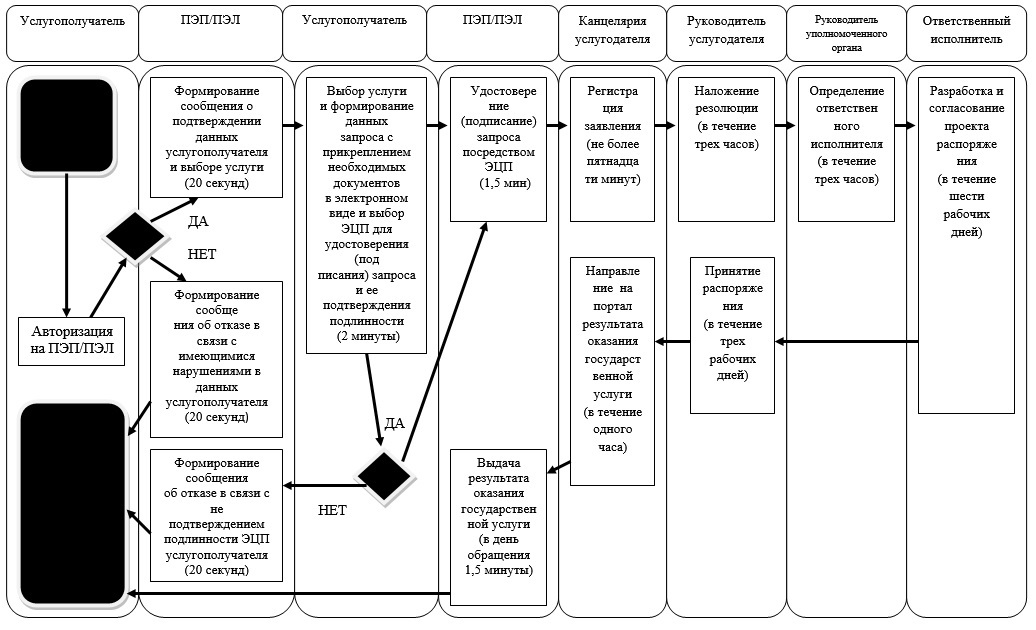 Услугополучатель
ПЭП/ПЭЛ
Услугополучатель
ПЭП/ПЭЛ
Канцелярия
услугодателя
Руководитель
услугодателя
Руководитель
уполномоченного
органа
Ответственный
исполнитель
Формирование
сообщения о
подтверждении
данных
услугополучателя
и выборе услуги
(20 секунд)
Выбор услуги
и формирование
данных
запроса с
прикреплением
необходимых
документов
в электронном
виде и выбор
ЭЦП для
удостоверения
(под
писания) запроса
и ее
подтверждения
подлинности
(2 минуты)
Удостовере
ние
(подписание)
запроса
посредством
ЭЦП
(1,5 мин)
Регистра
ция
заявления
(не более
пятнадца
ти минут)
Наложение
резолюции
(в течение
трех часов)
Определение
ответствен
ного
исполнителя
(в течение
трех часов)
Разработка и
согласование
проекта
распоряже
ния
(в течение
шести
рабочих
дней)
ДА
НЕТ
Авторизация
на ПЭП/ПЭЛ
Формирование
сообще
ния об отказе в
связи с
имеющимися
нарушениями в
данных
услугополучателя
(20 секунд)
Направле
ние на
портал
результата
оказания
государст
венной
услуги
(в течение
одного
часа)
Принятие
распоряже
ния
(в течение
трех
рабочих
дней)
ДА
НЕТ
Формирование
сообщения
об отказе в связи с
не
подтверждением
подлинности ЭЦП
услугополучателя
(20 секунд)
Выдача
результата
оказания
государствен
ной услуги
(в день
обращения
1,5 минуты)